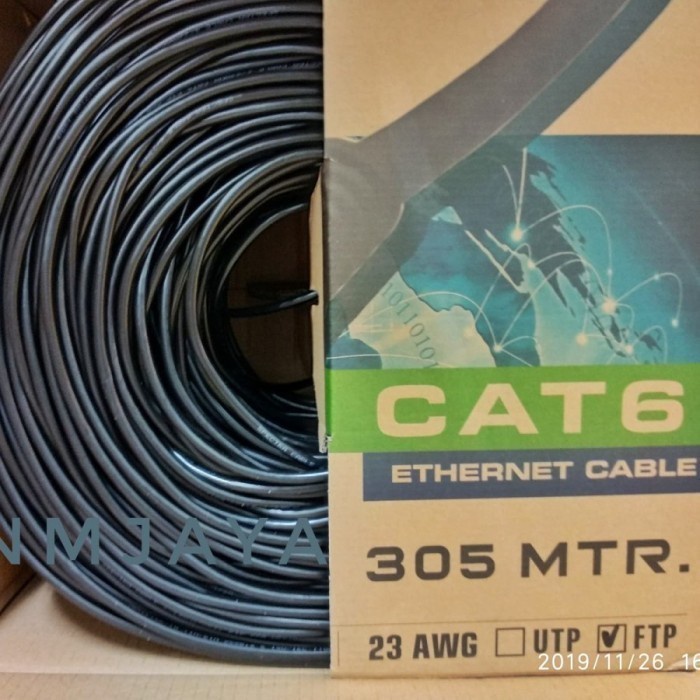 1011010
CAT6
ETHERNET CABLE
NMJAYA
305 MTR.
23 AWG UTP FTP
2019/11/26 16